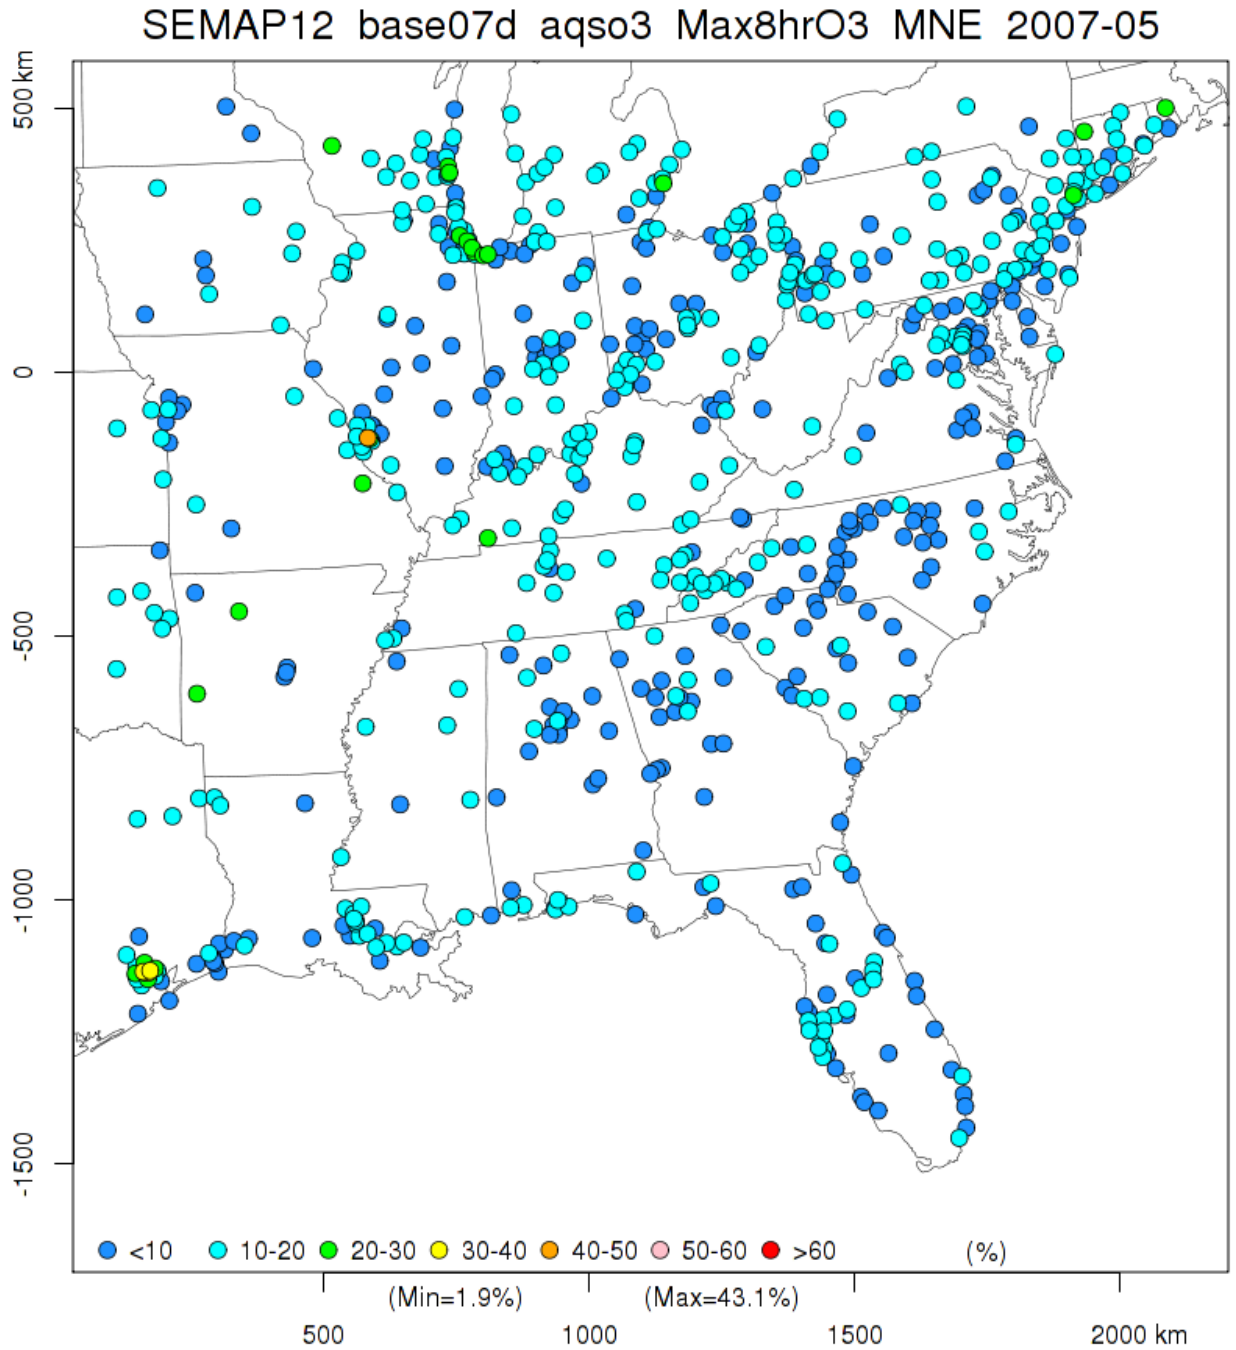 SEMAP12 base07d aqso3 Max8hrO3 MNE 2007-05
500 km
0
-500
-1000
-1500
<10 10-20 20-30 30-40 40-50 50-60 >60 (%)
(Min=1.9%) (Max=43.1%)
500 1000 1500 2000 km